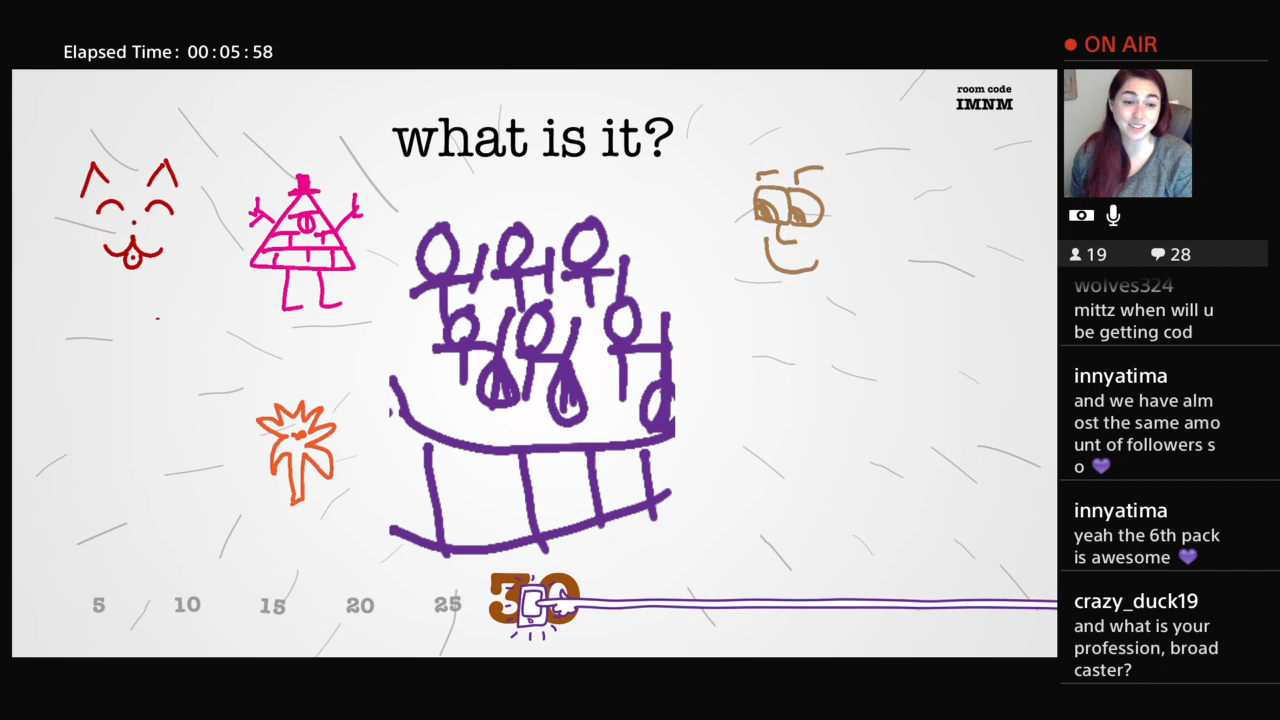 Elapsed Time: 00:05:58
ON AIR
room code
IMNM
what is it?
19 28
wolves324
mittz when will u
be getting cod
innyatima
and we have alm
ost the same amo
unt of followers s
o 💜
innyatima
yeah the 6th pack
is awesome 💜
crazy_duck19
and what is your
profession, broad
caster?
5 10 15 20 25 30